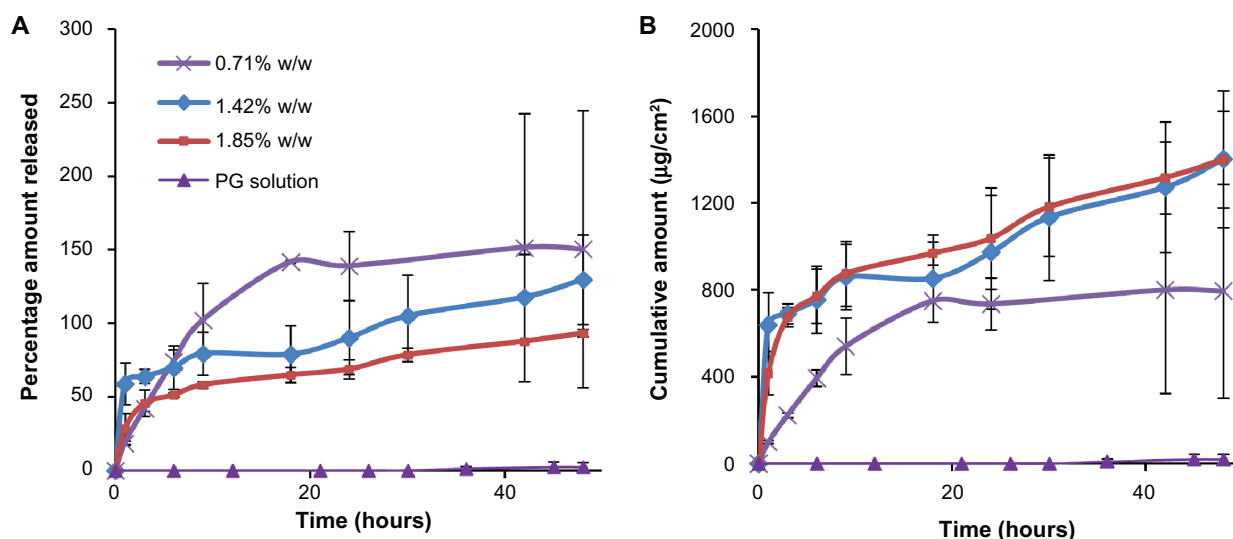 A
Percentage amount released
300
250
200
150
100
50
0
0.71% w/w
1.42% w/w
1.85% w/w
PG solution
0
20
40
Time (hours)
B
Cumulative amount (µg/cm²)
2000
1600
1200
800
400
0
0
20
40
Time (hours)